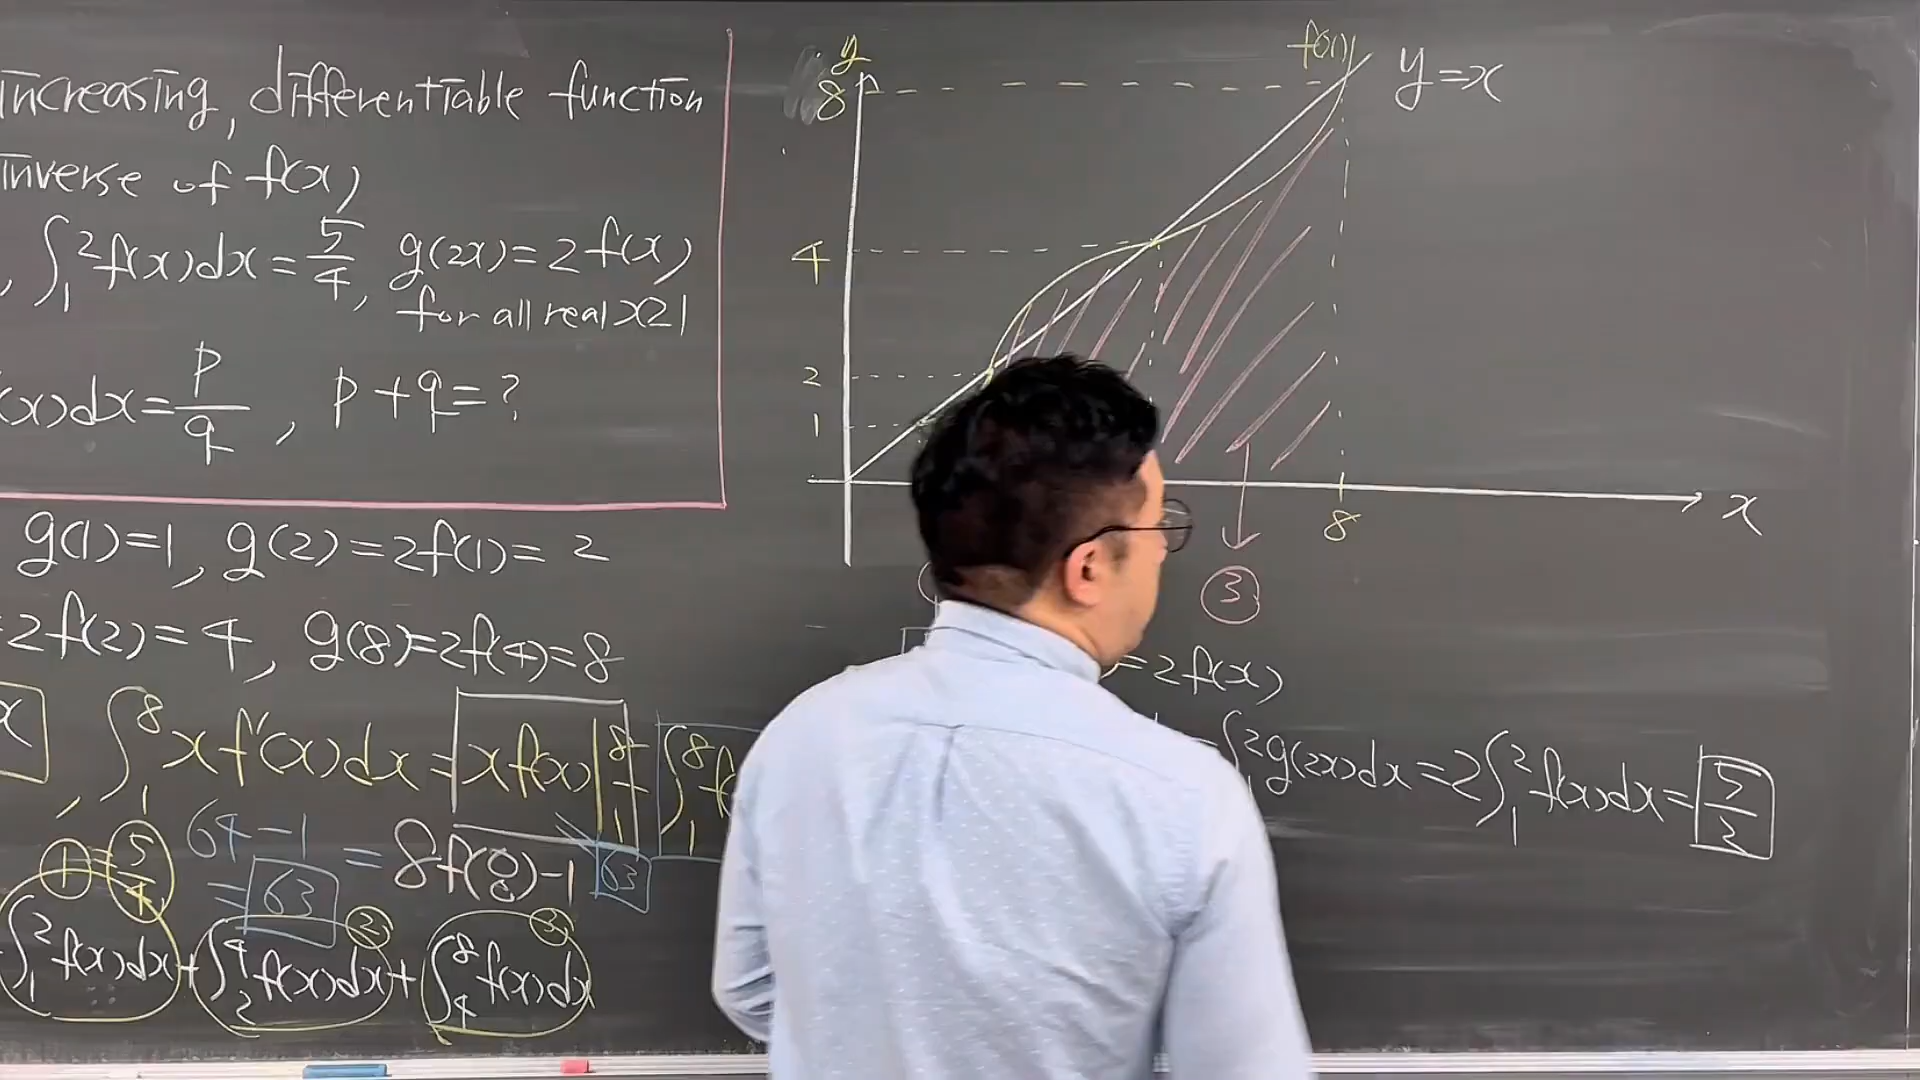 increasing, differentiable function
inverse of f(x)
, ∫₁² f(x)dx = 5/4, g(2x) = 2f(x)
for all real x≥1
(x)dx = p/q, p+q = ?
g(1)=1, g(2)=2f(1)=2
=2f(2)=4, g(8)=2f(4)=8
x , ∫₁⁸ xf'(x)dx = xf(x)|₁⁸ - ∫₁⁸ f
① = 5/4 64-1 = 8f(8)-1 63
= 63
∫₁² f(x)dx + ∫₂⁴ f(x)dx ② + ∫₄⁸ f(x)dx ③
y
8
4
2
1
f(x)
y=x
8
x
③
=2f(x)
∫₁² g(2x)dx = 2∫₁² f(x)dx = 5/2